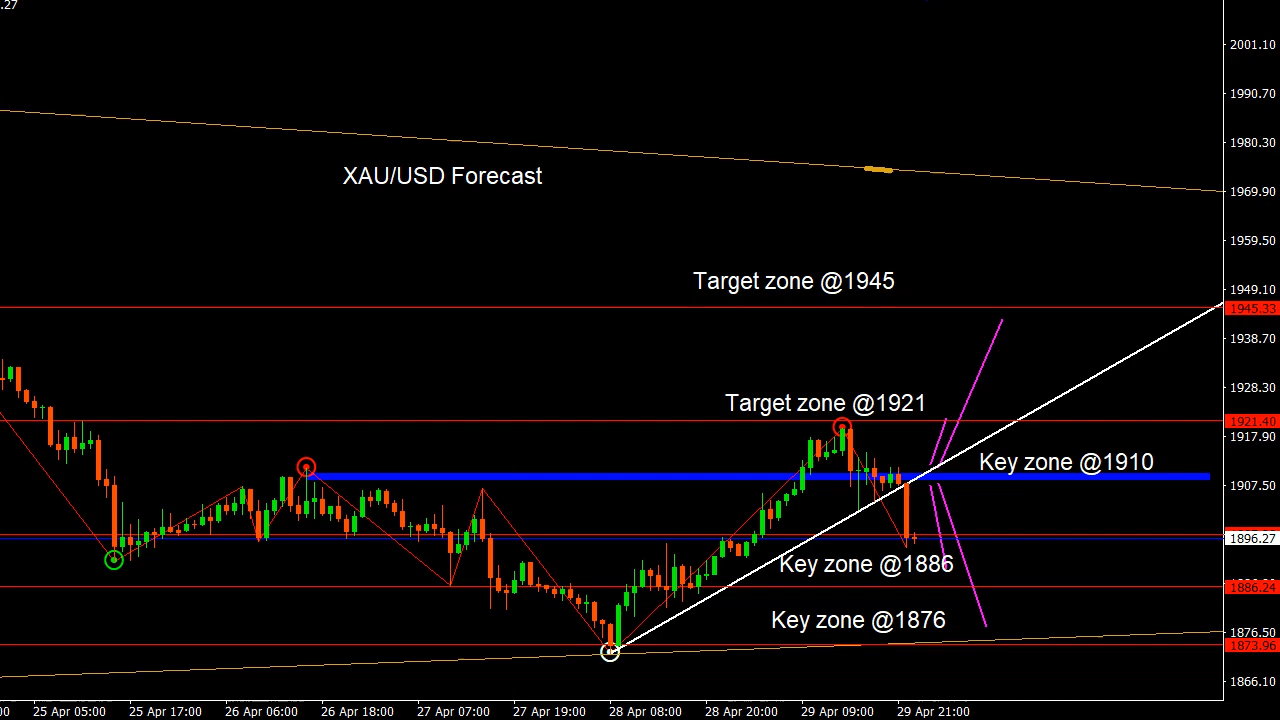 .27
2001.10
1990.70
1980.30
XAU/USD Forecast
1969.90
1959.50
Target zone @1945
1949.10
1945.33
1938.70
1928.30
Target zone @1921
1921.40
1917.90
Key zone @1910
1907.50
1896.27
Key zone @1886
1886.24
Key zone @1876
1876.50
1873.96
1866.10
00 25 Apr 05:00 25 Apr 17:00 26 Apr 06:00 26 Apr 18:00 27 Apr 07:00 27 Apr 19:00 28 Apr 08:00 28 Apr 20:00 29 Apr 09:00 29 Apr 21:00